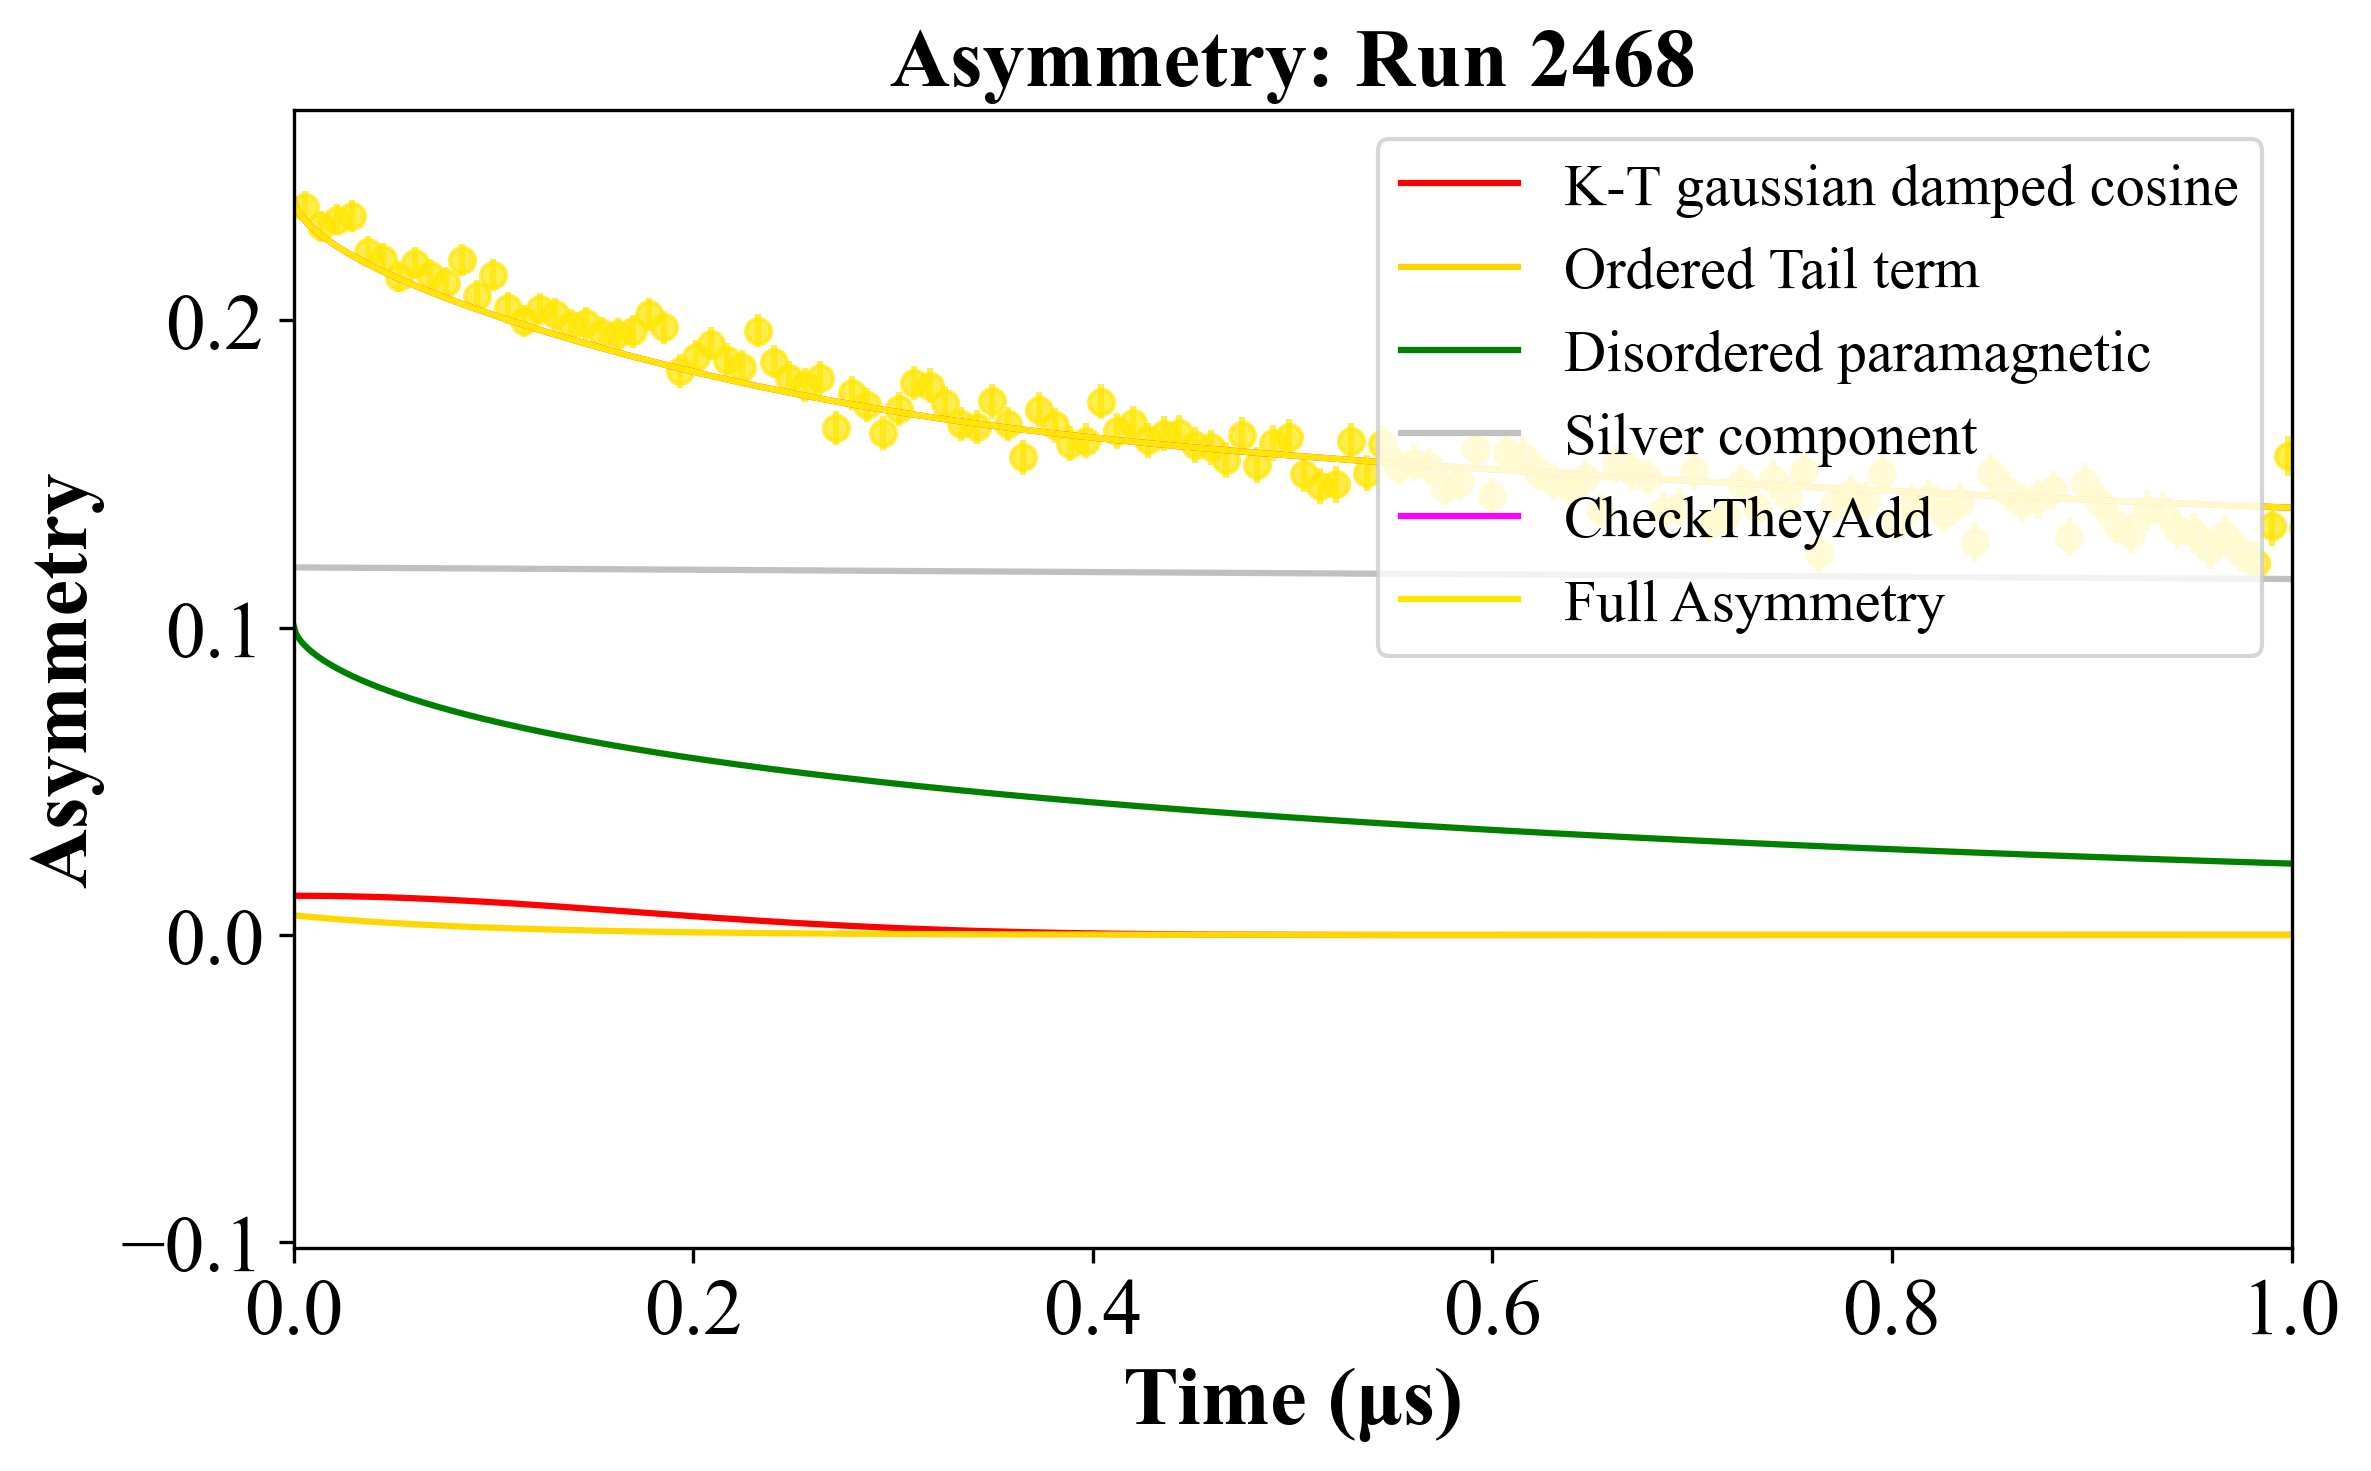 Asymmetry: Run 2468
K-T gaussian damped cosine
Ordered Tail term
Disordered paramagnetic
Silver component
CheckTheyAdd
Full Asymmetry
Asymmetry
0.2
0.1
0.0
−0.1
0.0 0.2 0.4 0.6 0.8 1.0
Time (μs)